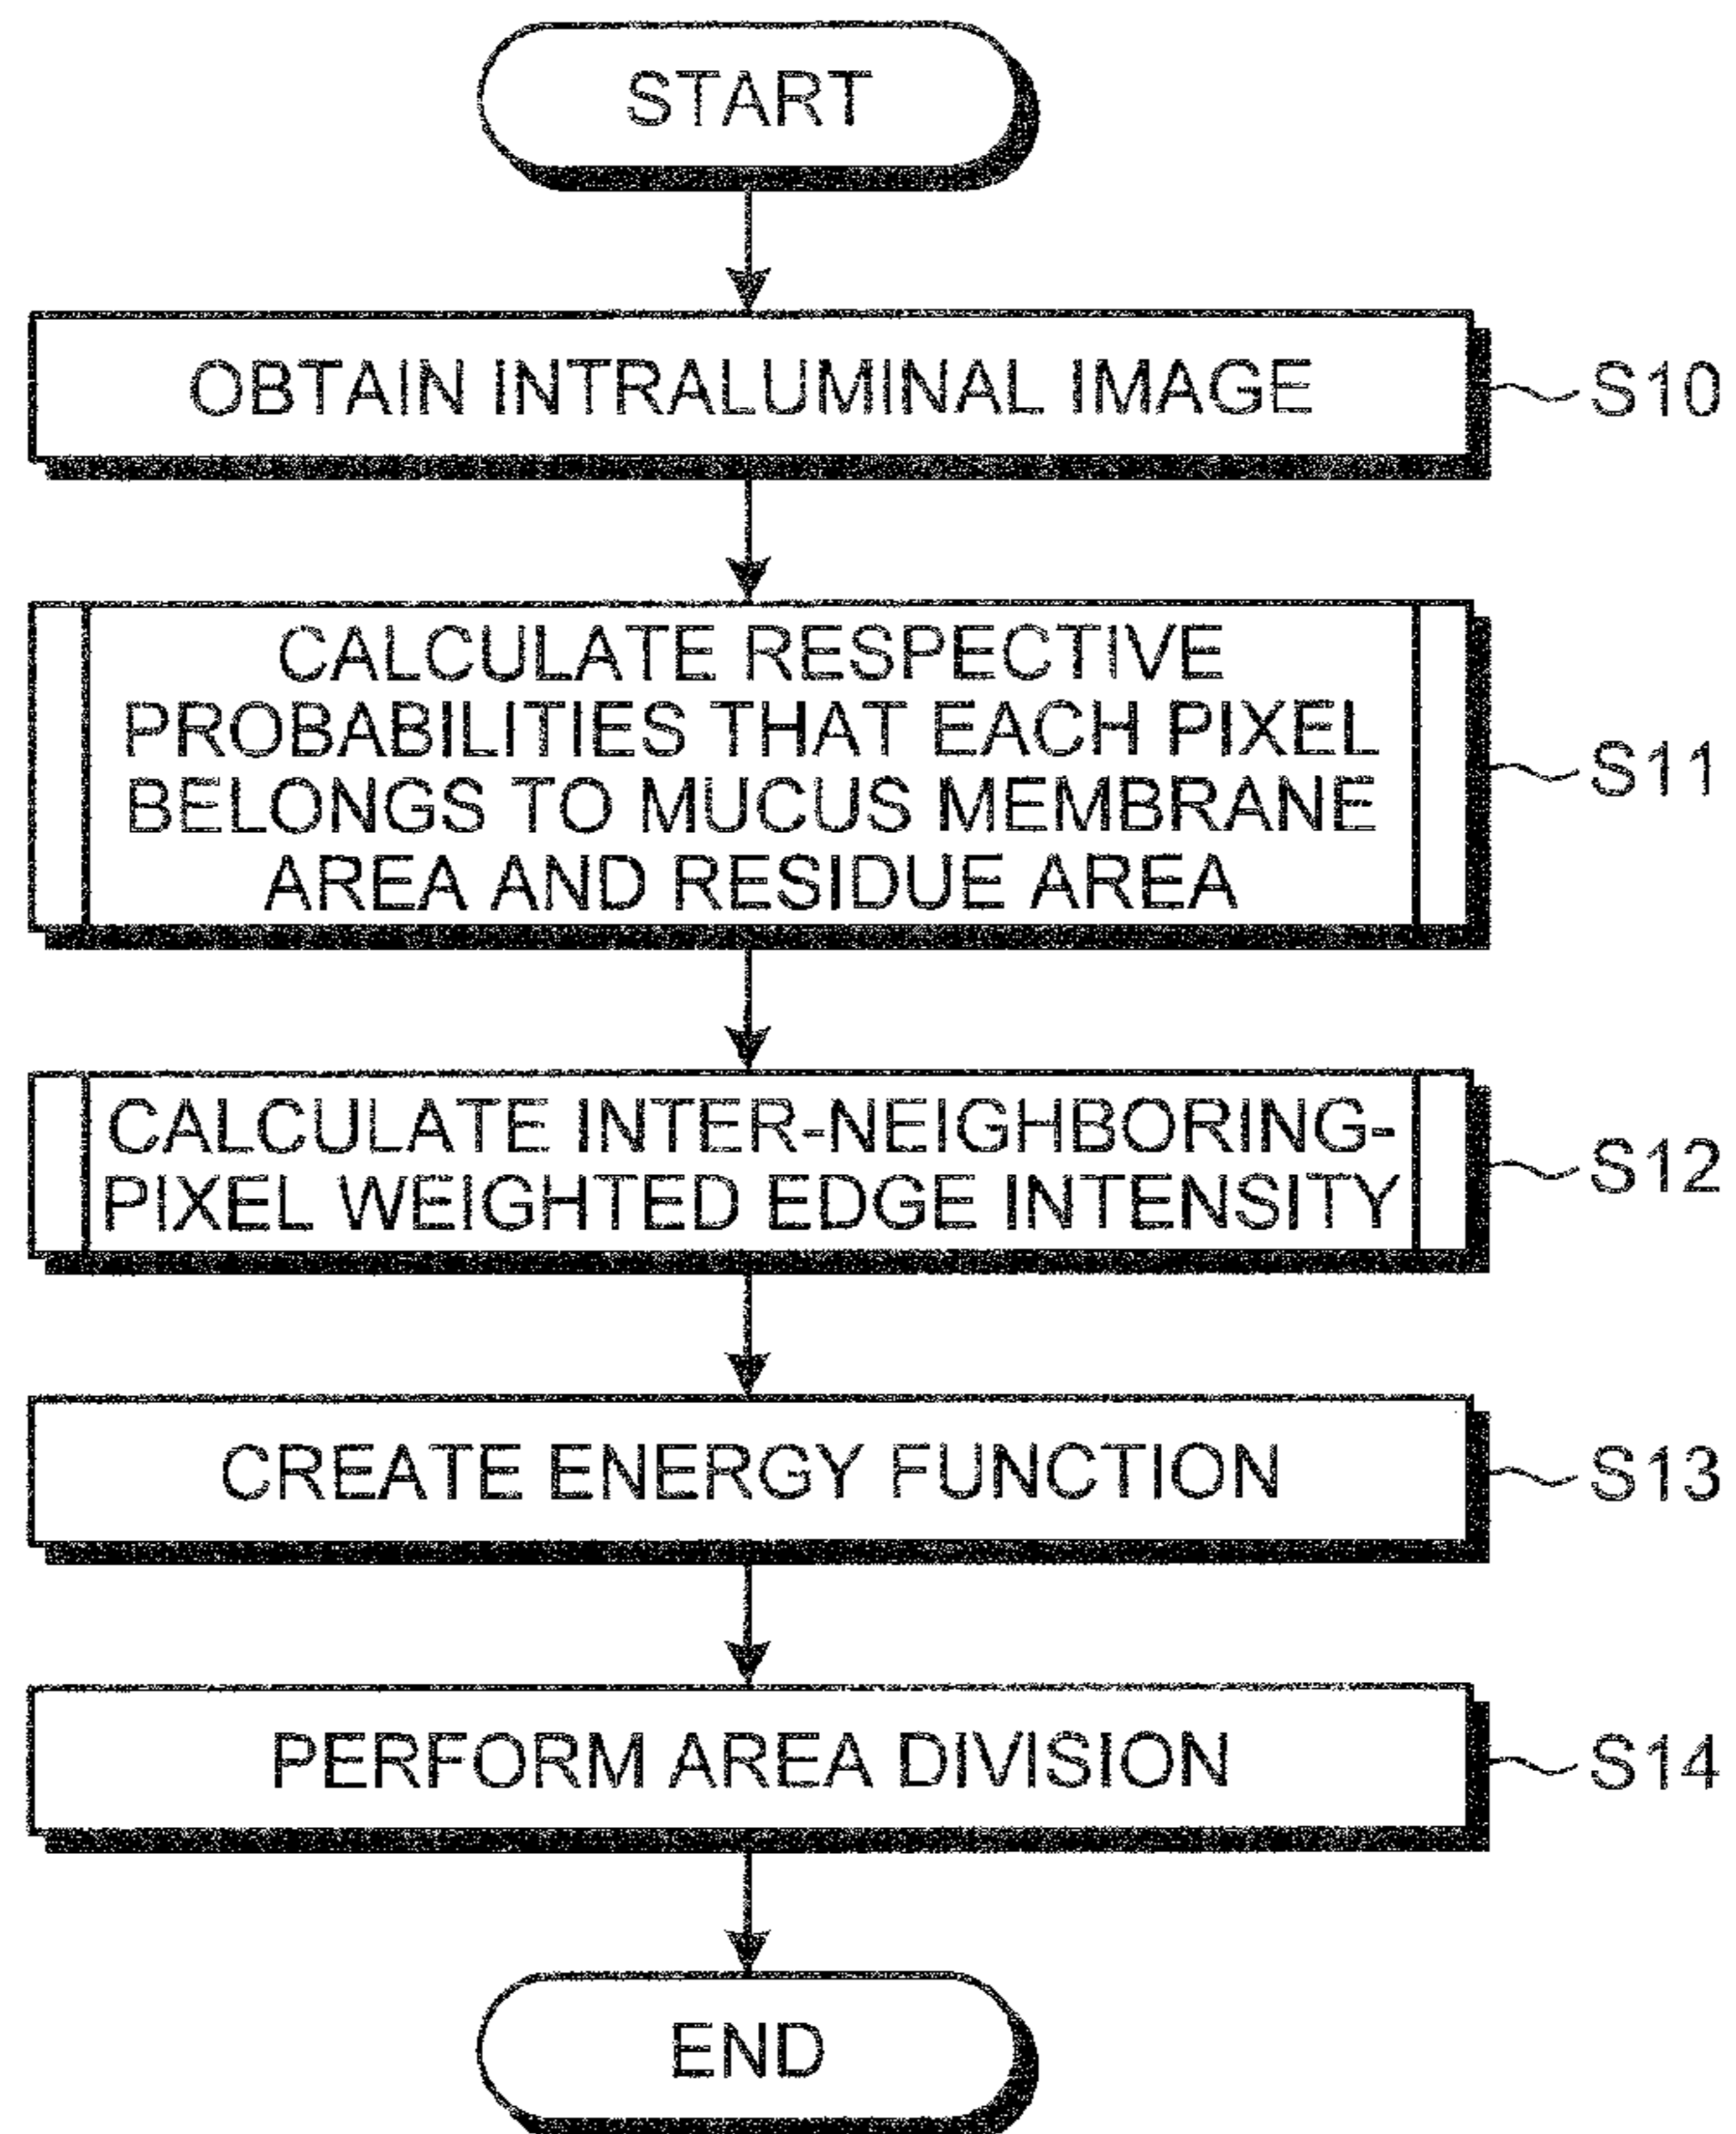 START
OBTAIN INTRALUMINAL IMAGE
S10
CALCULATE RESPECTIVE
PROBABILITIES THAT EACH PIXEL
BELONGS TO MUCUS MEMBRANE
AREA AND RESIDUE AREA
S11
CALCULATE INTER-NEIGHBORING-
PIXEL WEIGHTED EDGE INTENSITY
S12
CREATE ENERGY FUNCTION
S13
PERFORM AREA DIVISION
S14
END